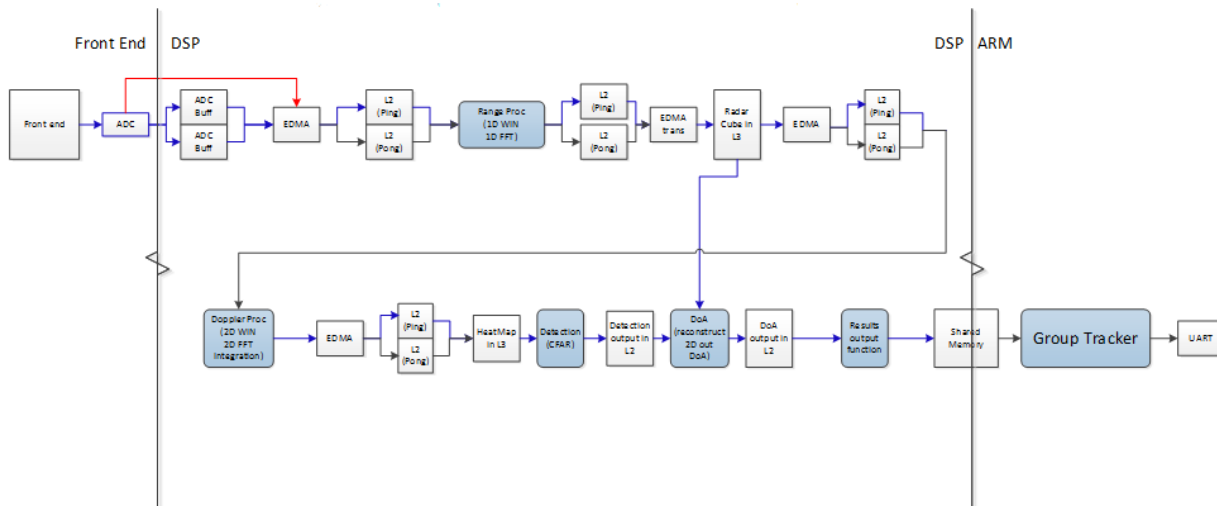 Front End
DSP
DSP
ARM
Front end
ADC
ADC
Buff
ADC
Buff
EDMA
L2
(Ping)
L2
(Pong)
Range Proc
(1D WIN
1D FFT)
L2
(Ping)
L2
(Pong)
EDMA
trans
Radar
Cube in
L3
EDMA
L2
(Ping)
L2
(Pong)
Doppler Proc
(2D WIN
2D FFT
Integration)
EDMA
L2
(Ping)
L2
(Pong)
HeatMap
in L3
Detection
(CFAR)
Detection
output in
L2
DoA
(reconstruct
2D out
DoA)
DoA
output in
L2
Results
output
function
Shared
Memory
Group Tracker
UART